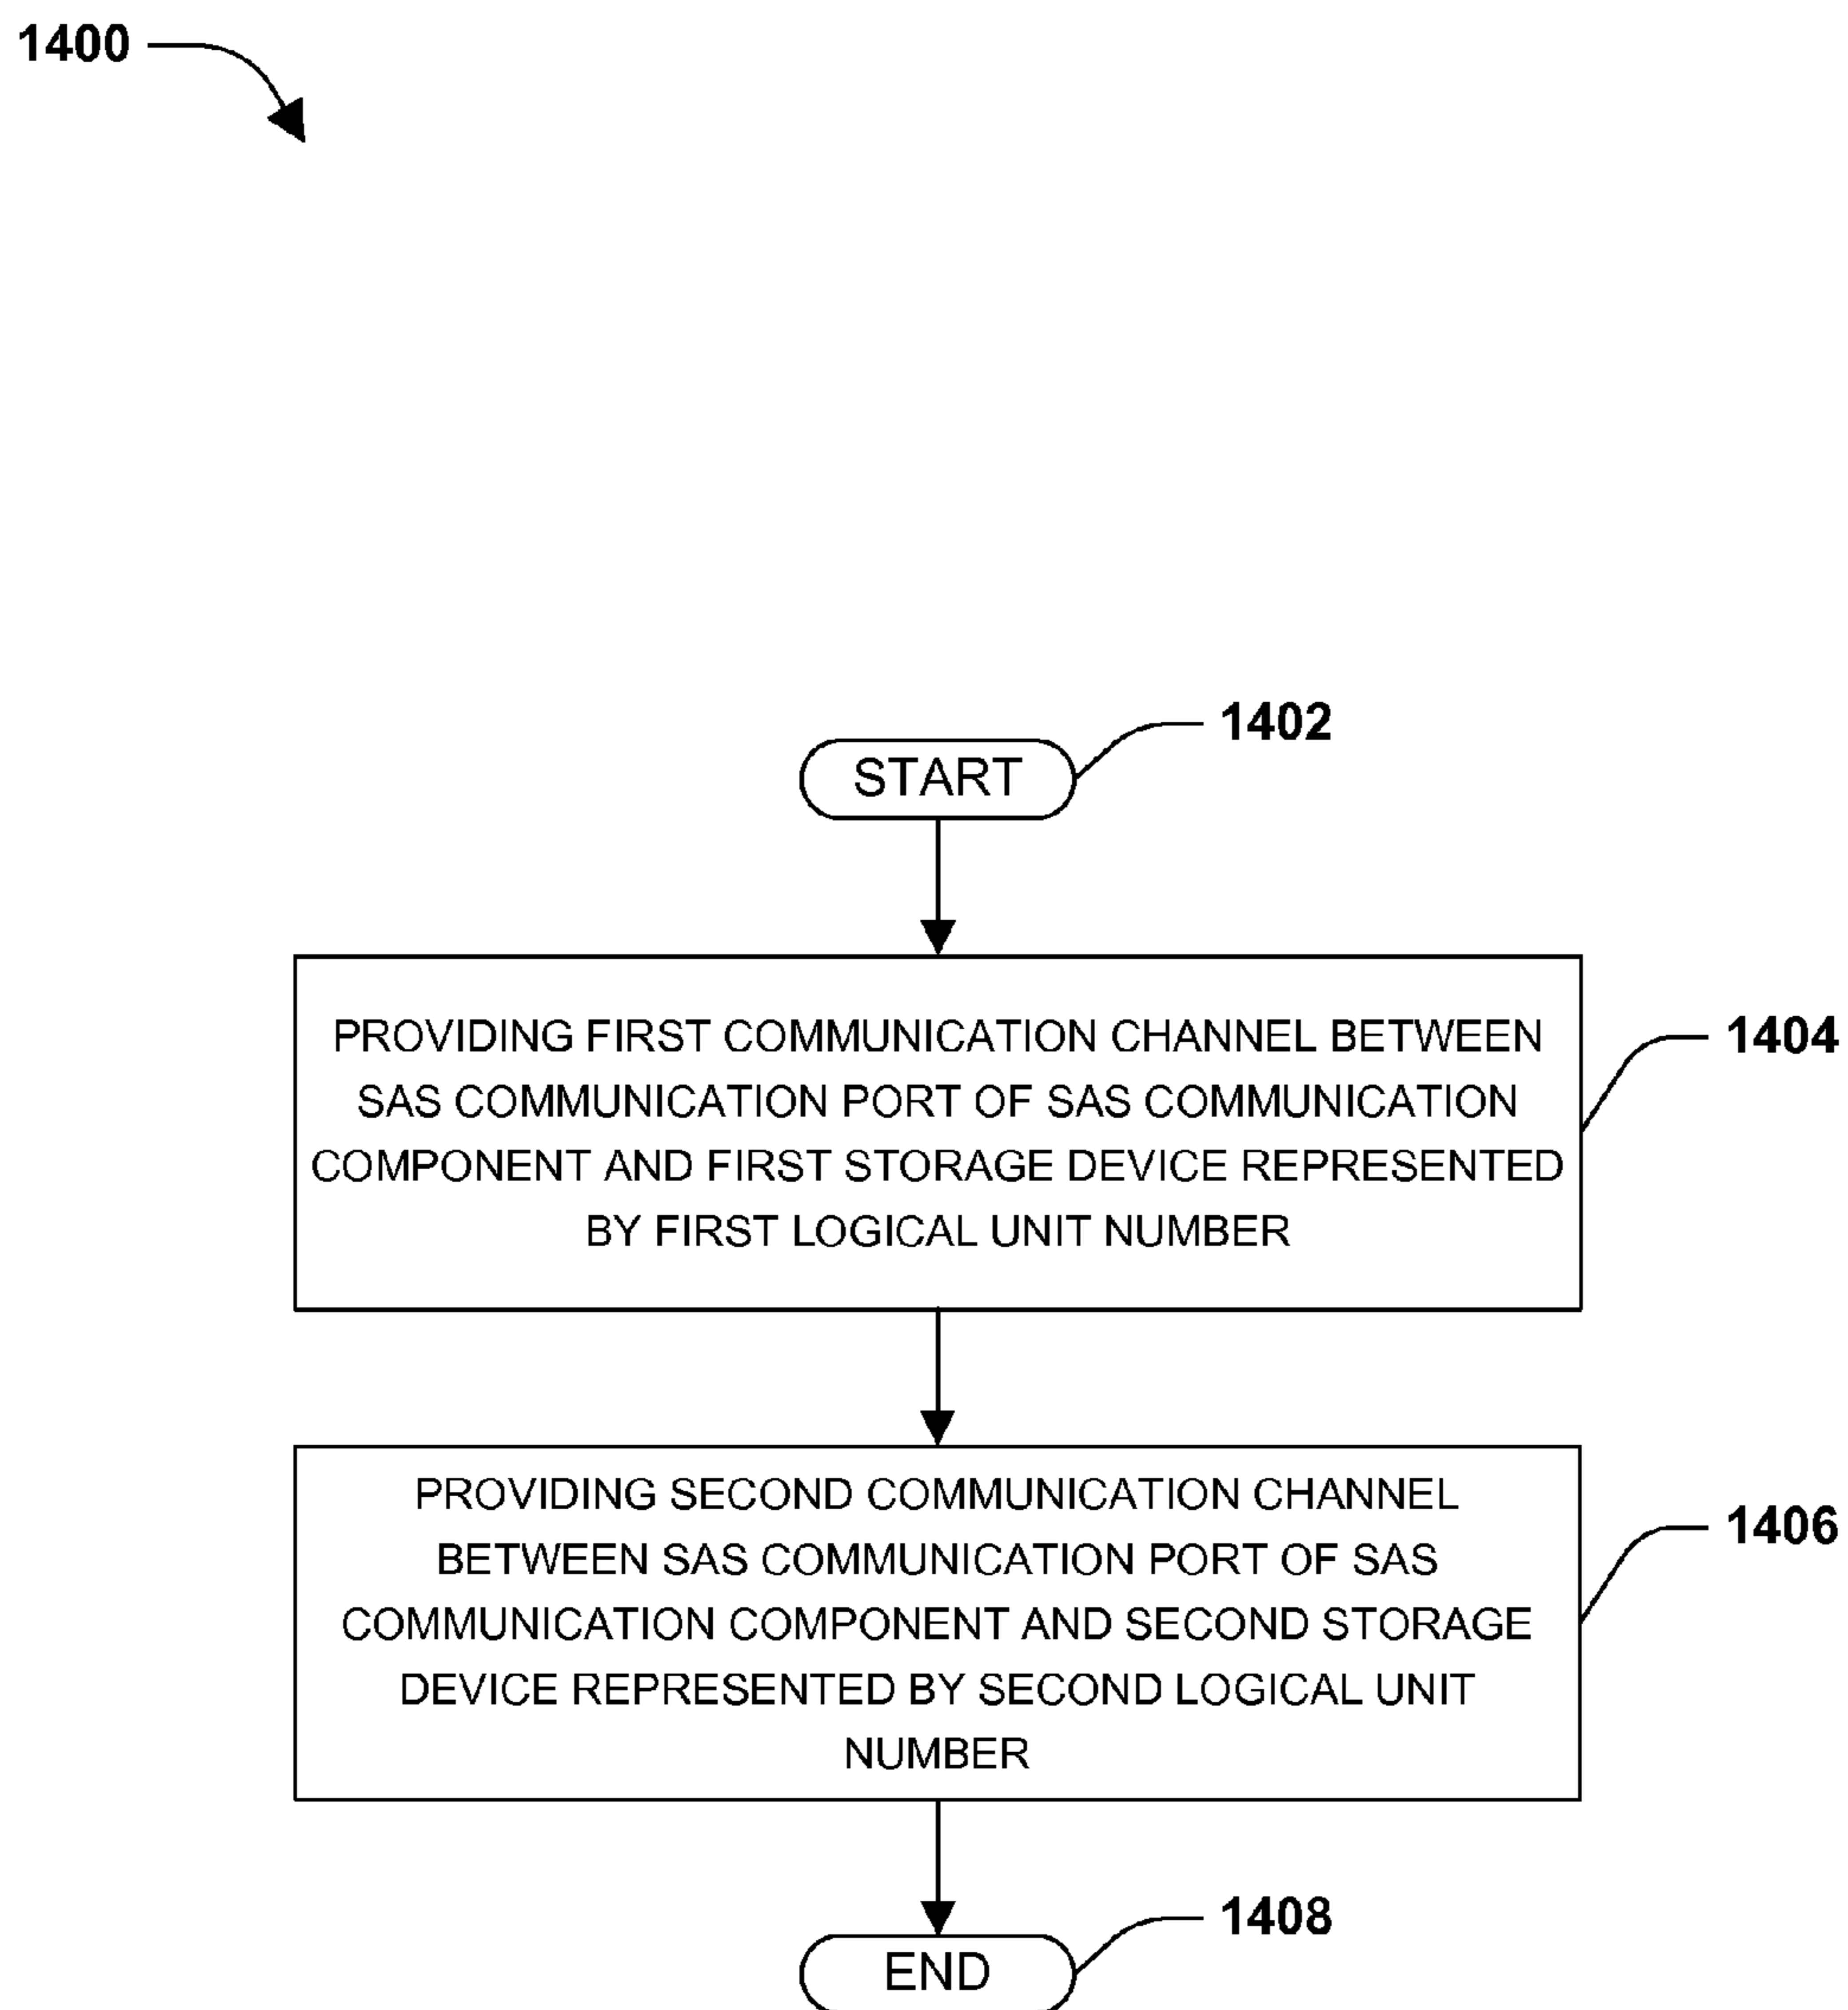 1400
1402
START
PROVIDING FIRST COMMUNICATION CHANNEL BETWEEN
1404
SAS COMMUNICATION PORT OF SAS COMMUNICATION
COMPONENT AND FIRST STORAGE DEVICE REPRESENTED
BY FIRST LOGICAL UNIT NUMBER
PROVIDING SECOND COMMUNICATION CHANNEL
1406
BETWEEN SAS COMMUNICATION PORT OF SAS
COMMUNICATION COMPONENT AND SECOND STORAGE
DEVICE REPRESENTED BY SECOND LOGICAL UNIT
NUMBER
1408
END